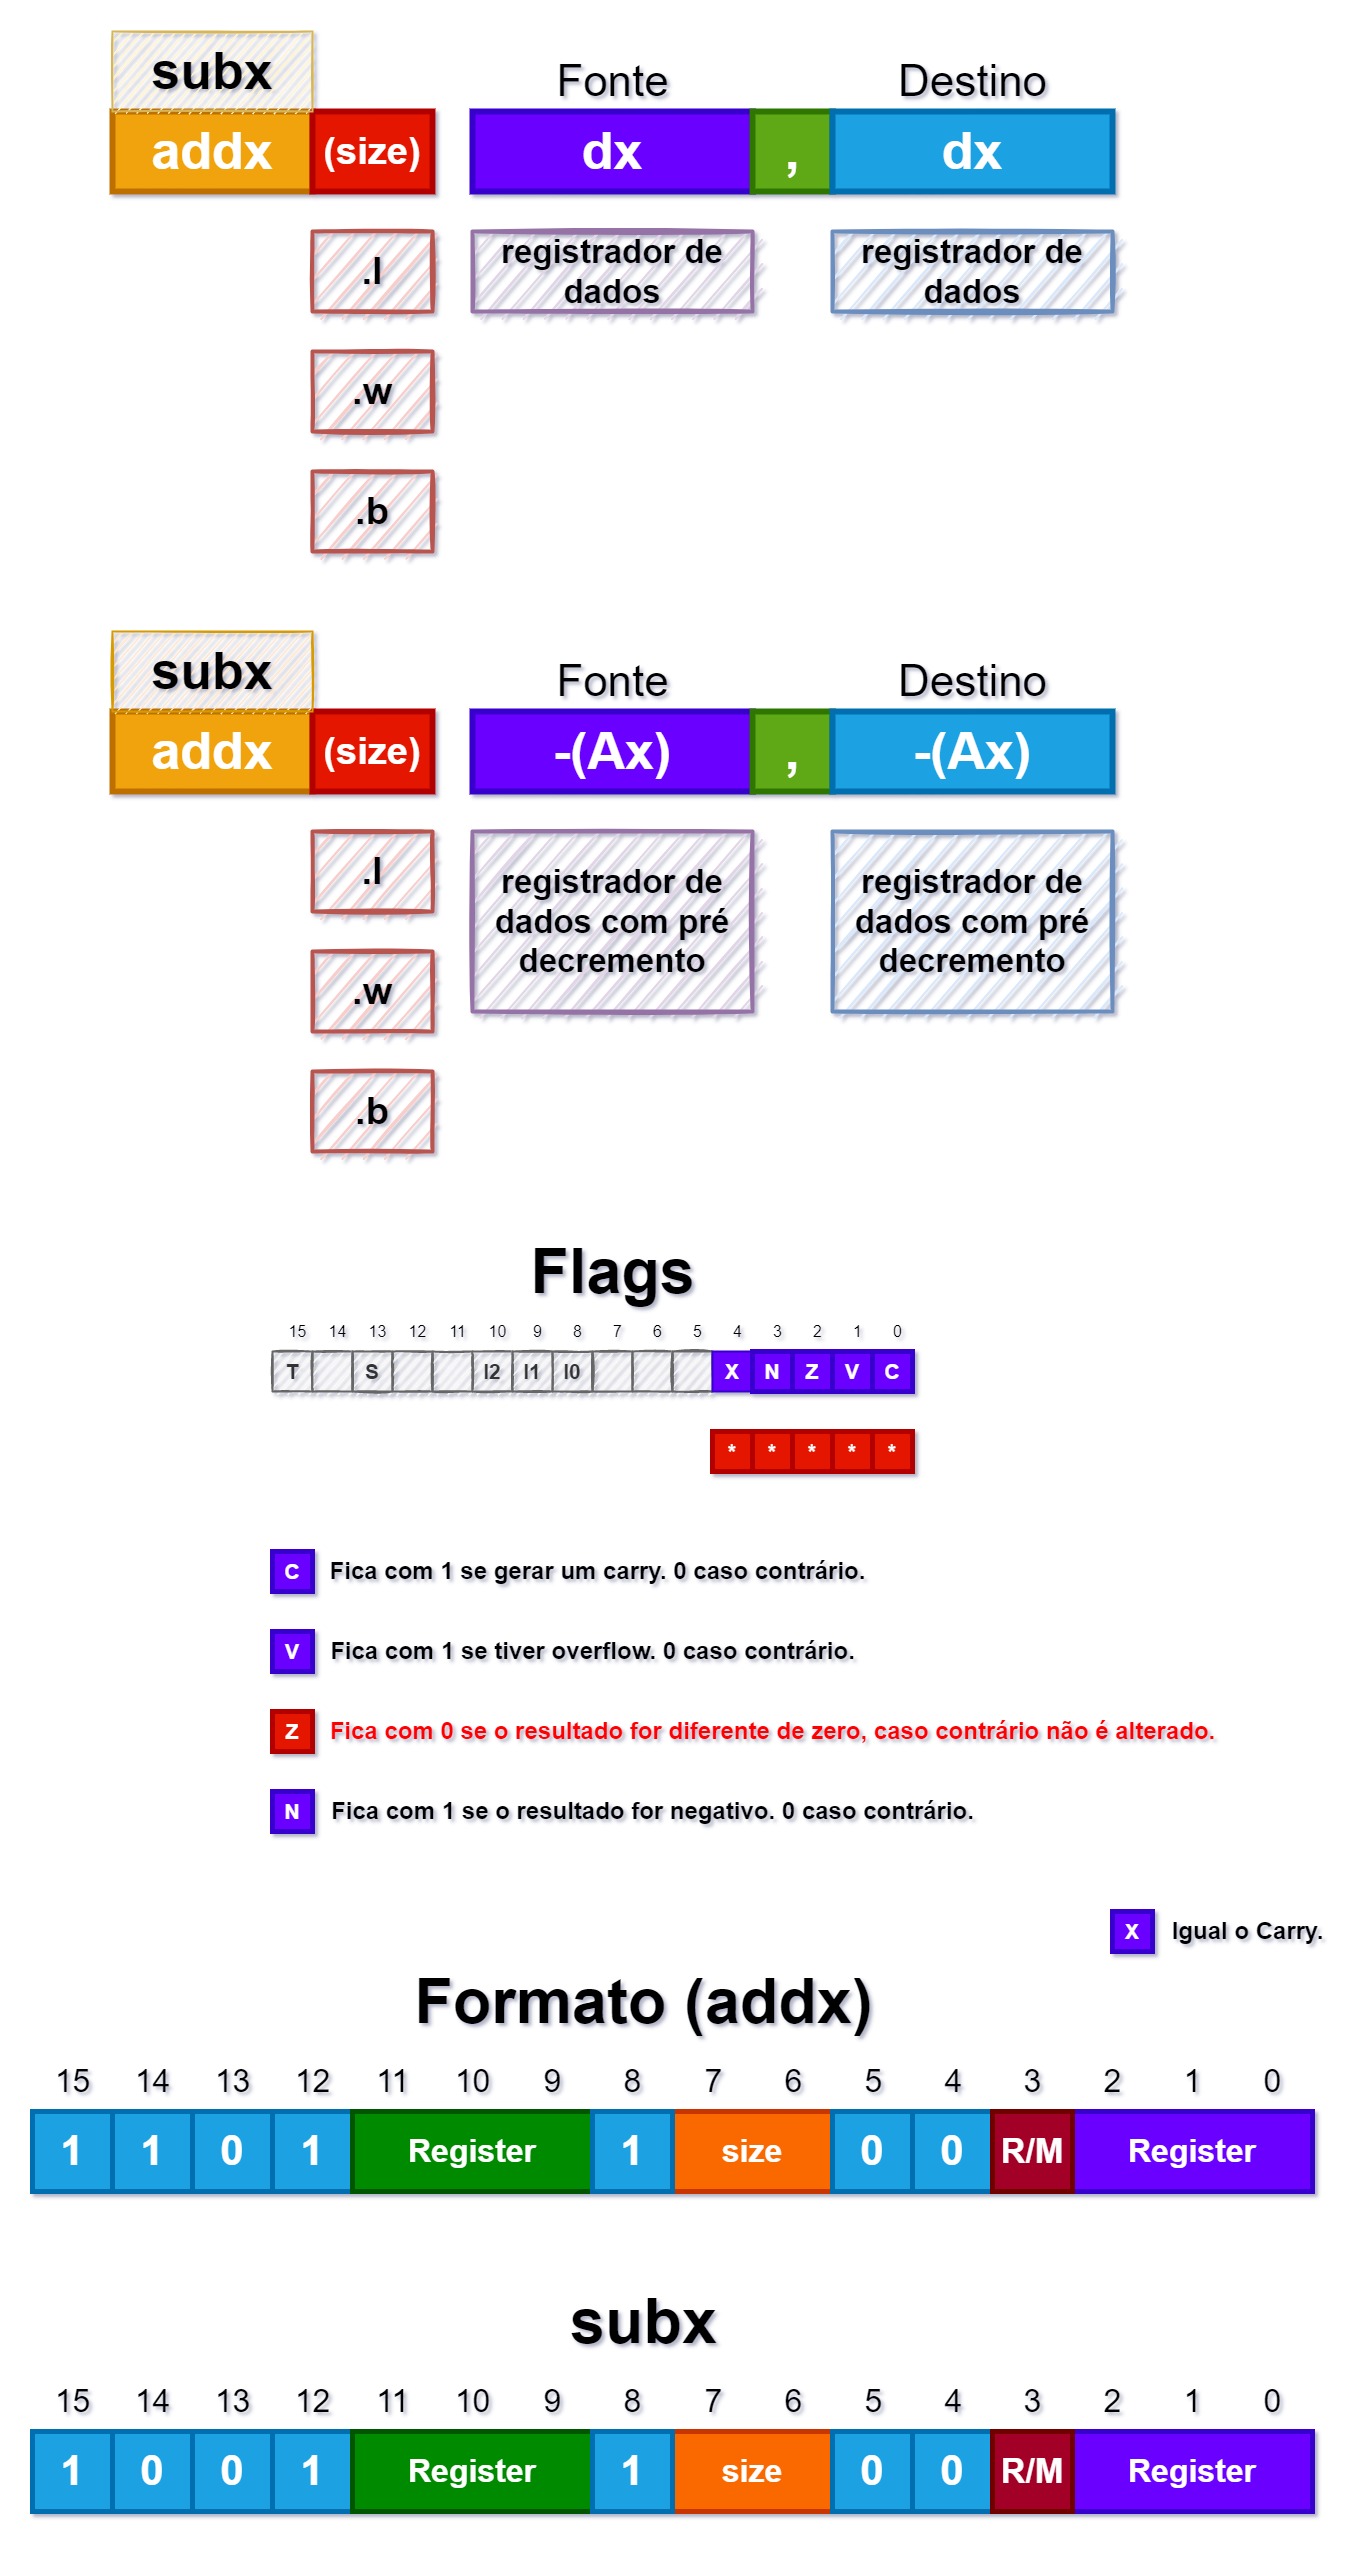 subx
Fonte Destino
addx (size) dx , dx
.l registrador de dados registrador de dados
.w
.b
subx
Fonte Destino
addx (size) -(Ax) , -(Ax)
.l
registrador de dados com pré decremento registrador de dados com pré decremento
.w
.b
Flags
15 14 13 12 11 10 9 8 7 6 5 4 3 2 1 0
T S I2 I1 I0 X N Z V C
* * * * *
C Fica com 1 se gerar um carry. 0 caso contrário.
V Fica com 1 se tiver overflow. 0 caso contrário.
Z Fica com 0 se o resultado for diferente de zero, caso contrário não é alterado.
N Fica com 1 se o resultado for negativo. 0 caso contrário.
X Igual o Carry.
Formato (addx)
15 14 13 12 11 10 9 8 7 6 5 4 3 2 1 0
1 1 0 1 Register 1 size 0 0 R/M Register
subx
15 14 13 12 11 10 9 8 7 6 5 4 3 2 1 0
1 0 0 1 Register 1 size 0 0 R/M Register